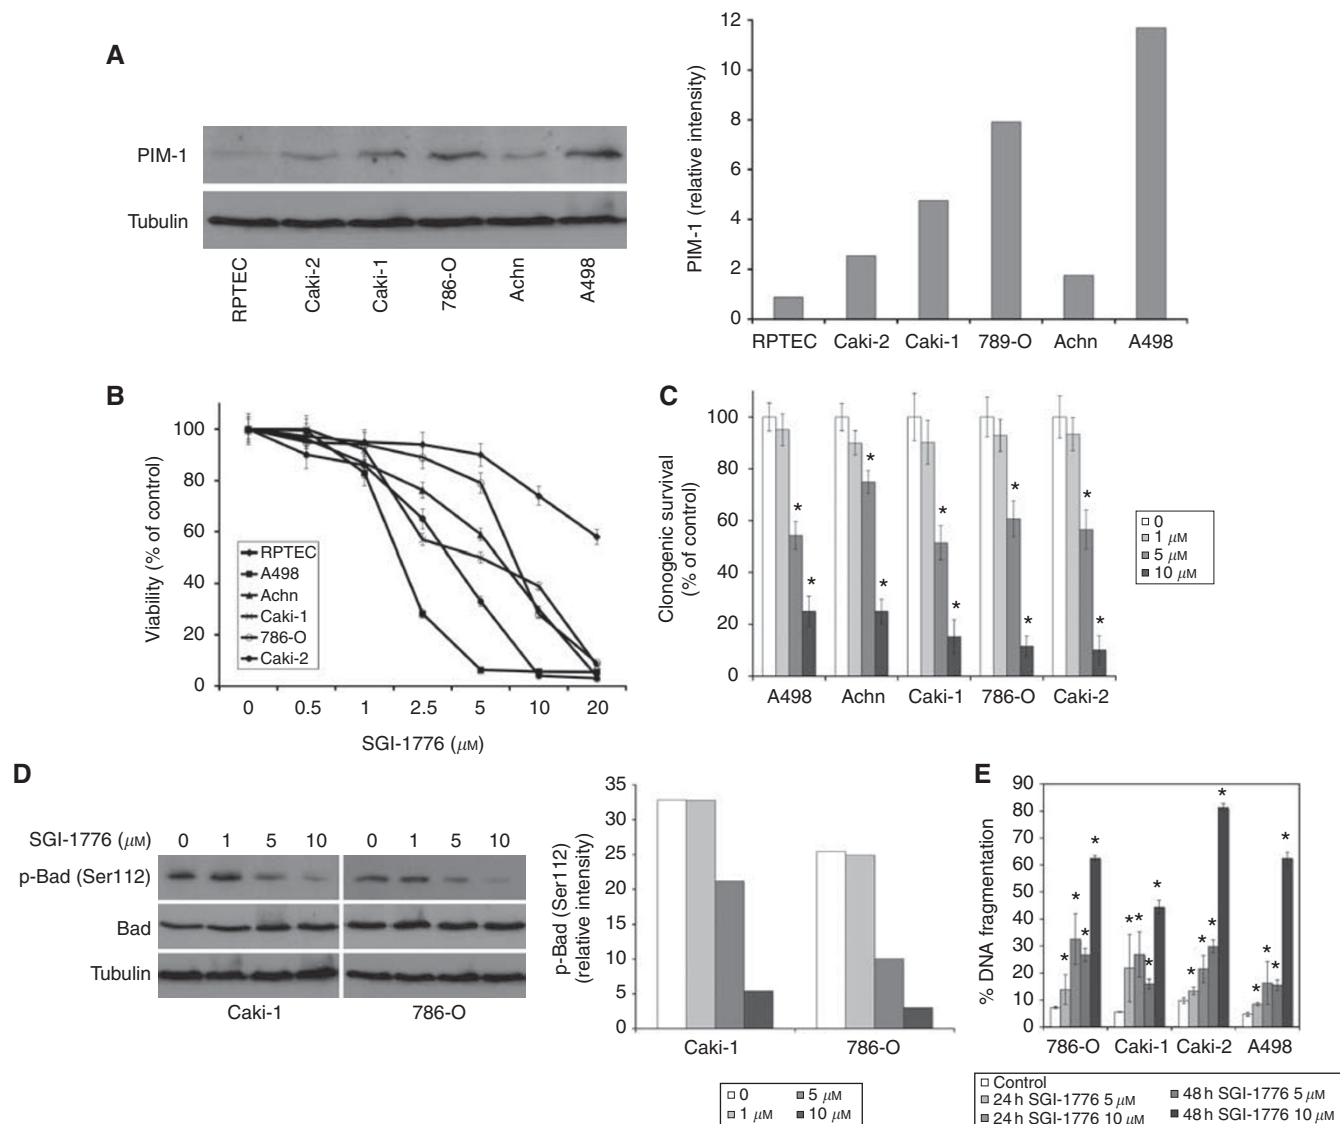 A
PIM-1
Tubulin
RPTEC
Caki-2
Caki-1
786-O
Achn
A498
PIM-1 (relative intensity)
12
10
8
6
4
2
0
RPTEC Caki-2 Caki-1 789-O Achn A498
B
Viability (% of control)
100
80
60
40
20
0
RPTEC
A498
Achn
Caki-1
786-O
Caki-2
0 0.5 1 2.5 5 10 20
SGI-1776 (μM)
C
Clonogenic survival
(% of control)
100
80
60
40
20
0
* * * * * * * * * *
A498 Achn Caki-1 786-O Caki-2
0
1 μM
5 μM
10 μM
D
SGI-1776 (μM) 0 1 5 10 0 1 5 10
p-Bad (Ser112)
Bad
Tubulin
Caki-1 786-O
p-Bad (Ser112)
(relative intensity)
35
30
25
20
15
10
5
0
Caki-1 786-O
0
1 μM
5 μM
10 μM
E
% DNA fragmentation
90
80
70
60
50
40
30
20
10
0
* * * * * * * * * * * * * * * *
786-O Caki-1 Caki-2 A498
Control
24 h SGI-1776 5 μM
24 h SGI-1776 10 μM
48 h SGI-1776 5 μM
48 h SGI-1776 10 μM